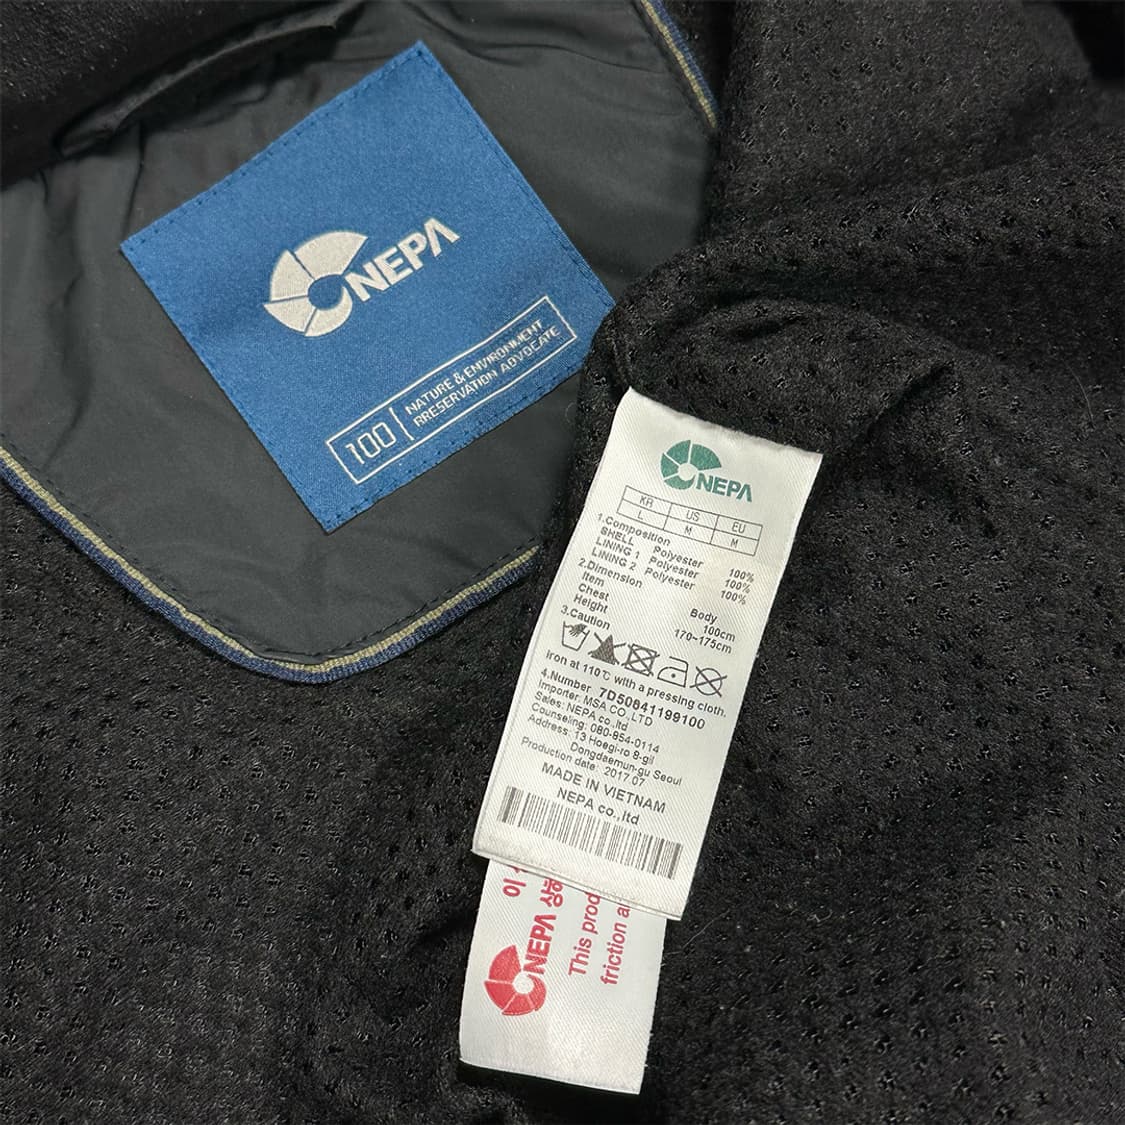 NEPA
100
NATURE & ENVIRONMENT
RRESERVATION ADVOCATE
NEPA
KR US EU
L M M
1.Composition
SHELL Polyester 100%
LINING 1 Polyester 100%
LINING 2 Polyester 100%
2.Dimension
Item Body
Chest 100cm
Height 170~175cm
3.Caution
Iron at 110℃ with a pressing cloth.
4.Number 7D50641199100
Importer: MSA CO.,LTD
Sales: NEPA co.,ltd
Counseling: 080-854-0114
Address: 13 Hoegi-ro 8-gil
Dongdaemun-gu Seoul
Production date: 2017.07
MADE IN VIETNAM
NEPA co.,ltd
이
NEPA 상
This prod
friction a